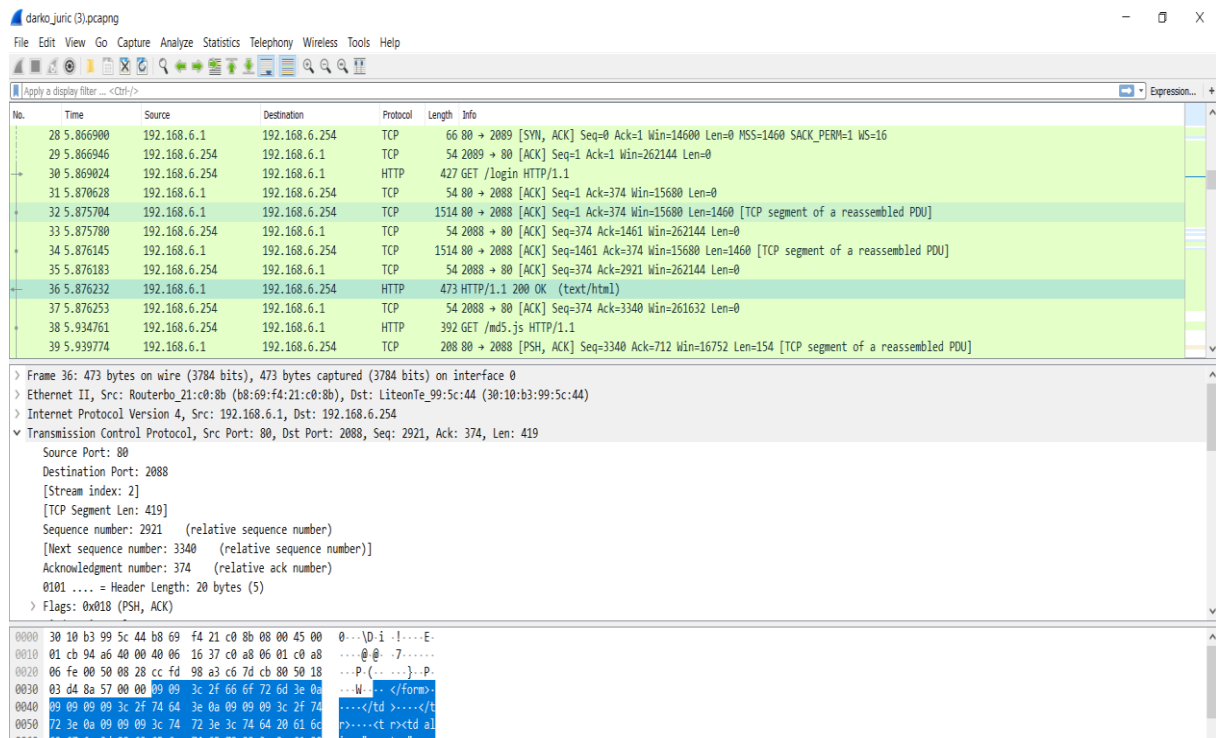 darko_juric (3).pcapng
File Edit View Go Capture Analyze Statistics Telephony Wireless Tools Help
Apply a display filter ... <Ctrl-/> Expression... +
No. Time Source Destination Protocol Length Info
28 5.866900 192.168.6.1 192.168.6.254 TCP 66 80 → 2089 [SYN, ACK] Seq=0 Ack=1 Win=14600 Len=0 MSS=1460 SACK_PERM=1 WS=16
29 5.866946 192.168.6.254 192.168.6.1 TCP 54 2089 → 80 [ACK] Seq=1 Ack=1 Win=262144 Len=0
30 5.869024 192.168.6.254 192.168.6.1 HTTP 427 GET /login HTTP/1.1
31 5.870628 192.168.6.1 192.168.6.254 TCP 54 80 → 2088 [ACK] Seq=1 Ack=374 Win=15680 Len=0
32 5.875704 192.168.6.1 192.168.6.254 TCP 1514 80 → 2088 [ACK] Seq=1 Ack=374 Win=15680 Len=1460 [TCP segment of a reassembled PDU]
33 5.875780 192.168.6.254 192.168.6.1 TCP 54 2088 → 80 [ACK] Seq=374 Ack=1461 Win=262144 Len=0
34 5.876145 192.168.6.1 192.168.6.254 TCP 1514 80 → 2088 [ACK] Seq=1461 Ack=374 Win=15680 Len=1460 [TCP segment of a reassembled PDU]
35 5.876183 192.168.6.254 192.168.6.1 TCP 54 2088 → 80 [ACK] Seq=374 Ack=2921 Win=262144 Len=0
36 5.876232 192.168.6.1 192.168.6.254 HTTP 473 HTTP/1.1 200 OK (text/html)
37 5.876253 192.168.6.254 192.168.6.1 TCP 54 2088 → 80 [ACK] Seq=374 Ack=3340 Win=261632 Len=0
38 5.934761 192.168.6.254 192.168.6.1 HTTP 392 GET /md5.js HTTP/1.1
39 5.939774 192.168.6.1 192.168.6.254 TCP 208 80 → 2088 [PSH, ACK] Seq=3340 Ack=712 Win=16752 Len=154 [TCP segment of a reassembled PDU]
> Frame 36: 473 bytes on wire (3784 bits), 473 bytes captured (3784 bits) on interface 0
> Ethernet II, Src: Routerbo_21:c0:8b (b8:69:f4:21:c0:8b), Dst: LiteonTe_99:5c:44 (30:10:b3:99:5c:44)
> Internet Protocol Version 4, Src: 192.168.6.1, Dst: 192.168.6.254
Transmission Control Protocol, Src Port: 80, Dst Port: 2088, Seq: 2921, Ack: 374, Len: 419
Source Port: 80
Destination Port: 2088
[Stream index: 2]
[TCP Segment Len: 419]
Sequence number: 2921 (relative sequence number)
[Next sequence number: 3340 (relative sequence number)]
Acknowledgment number: 374 (relative ack number)
0101 .... = Header Length: 20 bytes (5)
> Flags: 0x018 (PSH, ACK)
0000 30 10 b3 99 5c 44 b8 69 f4 21 c0 8b 08 00 45 00 0···\D·i ·!····E·
0010 01 cb 94 a6 40 00 40 06 16 37 c0 a8 06 01 c0 a8 ····@·@· ·7······
0020 06 fe 00 50 08 28 cc fd 98 a3 c6 7d cb 80 50 18 ···P·(·· ···}··P·
0030 03 d4 8a 57 00 00 09 09 3c 2f 66 6f 72 6d 3e 0a ···W···· </form>·
0040 09 09 09 09 3c 2f 74 64 3e 0a 09 09 09 3c 2f 74 ····</td >····</t
0050 72 3e 0a 09 09 09 3c 74 72 3e 3c 74 64 20 61 6c r>····<t r><td al